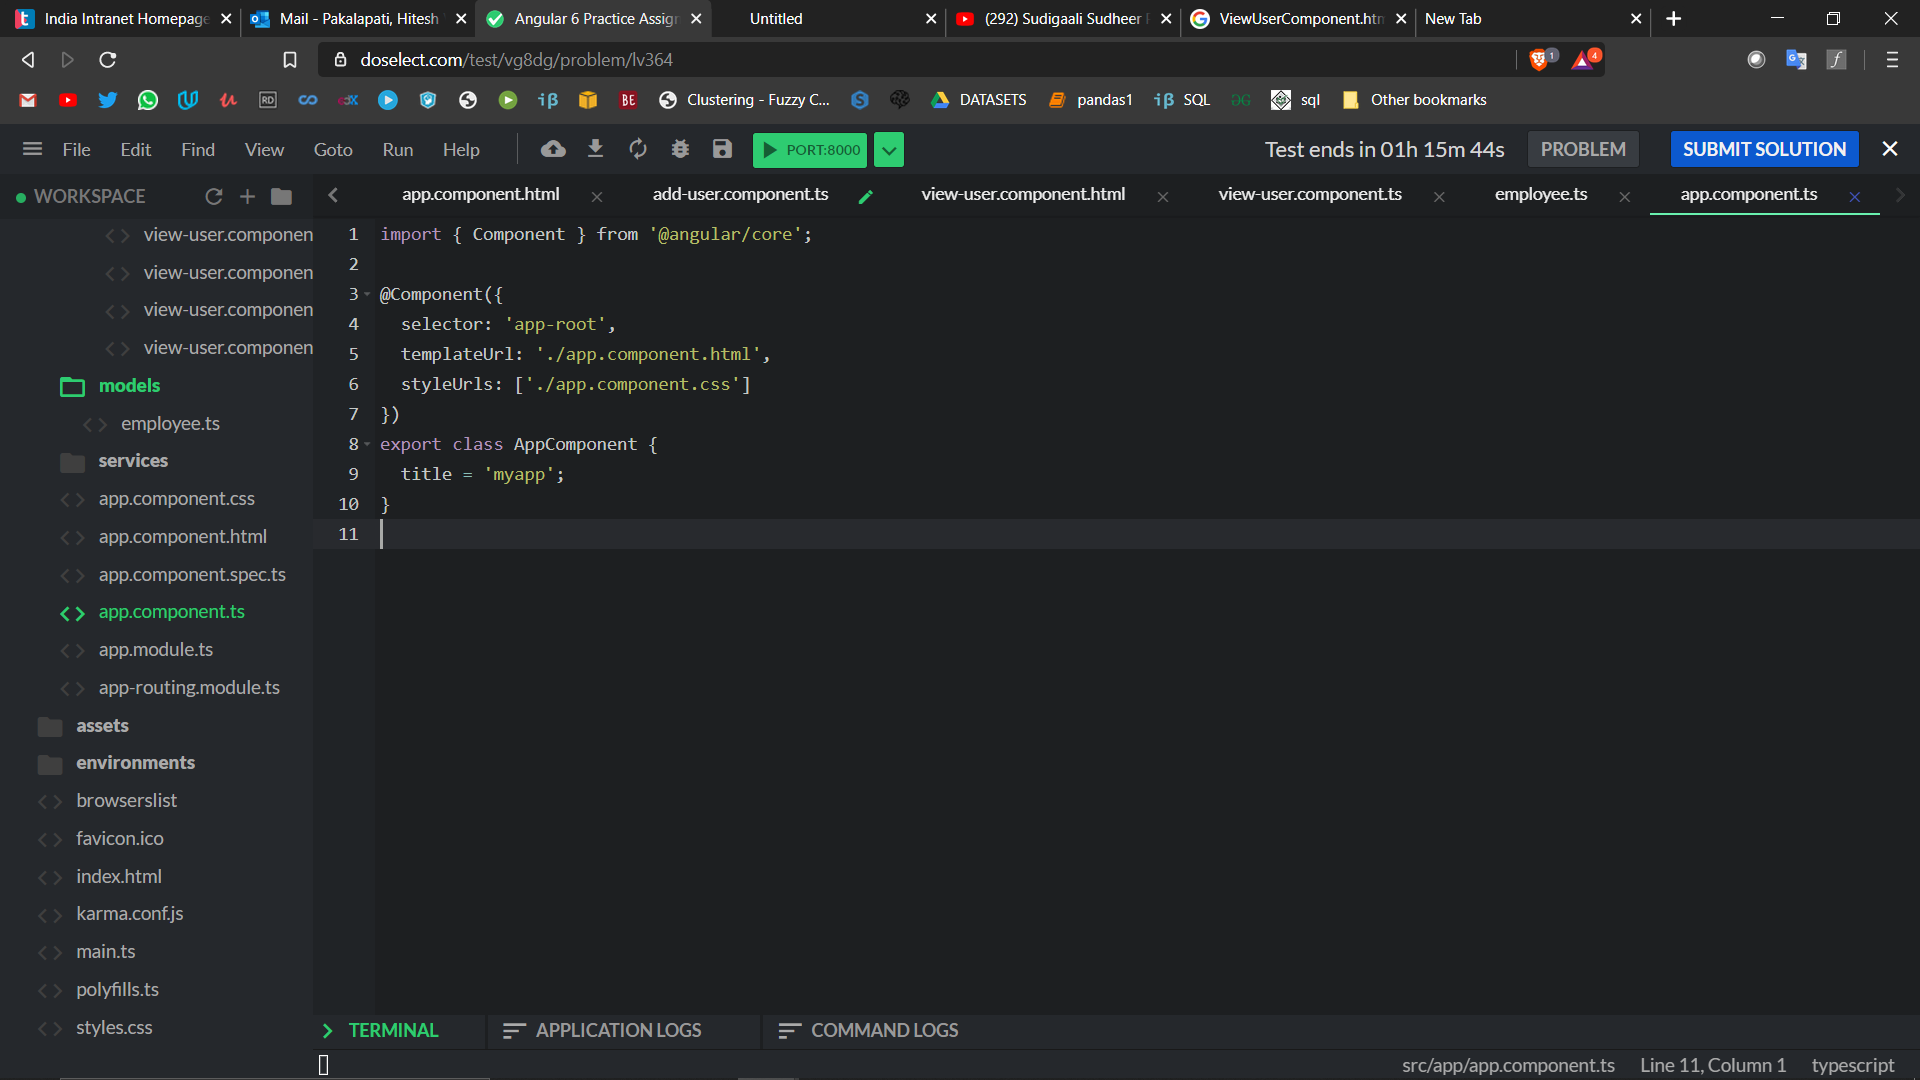 India Intranet Homepage
Mail - Pakalapati, Hitesh
Angular 6 Practice Assign
Untitled
(292) Sudigaali Sudheer
ViewUserComponent.htm
New Tab
doselect.com/test/vg8dg/problem/lv364
1
4
RD
BE
Clustering - Fuzzy C...
DATASETS
pandas1
SQL
sql
Other bookmarks
File Edit Find View Goto Run Help
PORT:8000
Test ends in 01h 15m 44s
PROBLEM
SUBMIT SOLUTION
WORKSPACE
app.component.html
add-user.component.ts
view-user.component.html
view-user.component.ts
employee.ts
app.component.ts
view-user.componen
view-user.componen
view-user.componen
view-user.componen
models
employee.ts
services
app.component.css
app.component.html
app.component.spec.ts
app.component.ts
app.module.ts
app-routing.module.ts
assets
environments
browserslist
favicon.ico
index.html
karma.conf.js
main.ts
polyfills.ts
styles.css
1 import { Component } from '@angular/core';
2
3 @Component({
4 selector: 'app-root',
5 templateUrl: './app.component.html',
6 styleUrls: ['./app.component.css']
7 })
8 export class AppComponent {
9 title = 'myapp';
10 }
11
TERMINAL
APPLICATION LOGS
COMMAND LOGS
src/app/app.component.ts
Line 11, Column 1
typescript